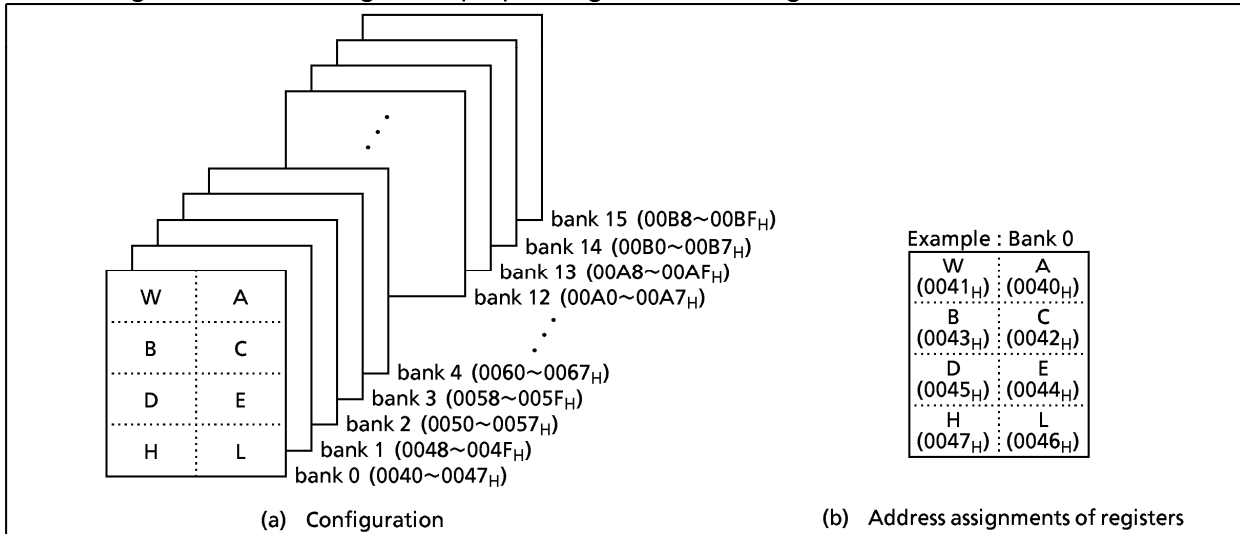 bank 15 (00B8~00BFH)
bank 14 (00B0~00B7H)
bank 13 (00A8~00AFH)
bank 12 (00A0~00A7H)
W A
B C
D E
H L
bank 4 (0060~0067H)
bank 3 (0058~005FH)
bank 2 (0050~0057H)
bank 1 (0048~004FH)
bank 0 (0040~0047H)
(a) Configuration
Example : Bank 0
W A
(0041H) (0040H)
B C
(0043H) (0042H)
D E
(0045H) (0044H)
H L
(0047H) (0046H)
(b) Address assignments of registers